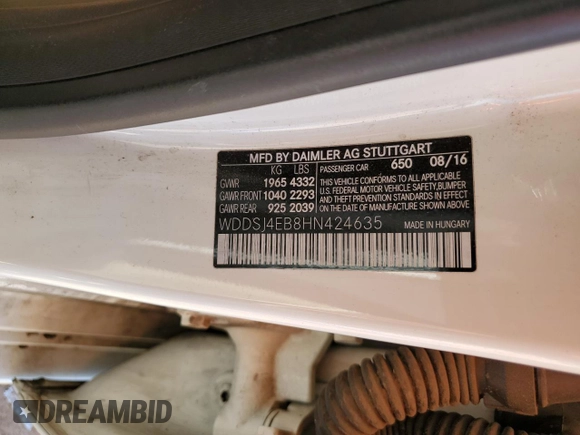 MFD BY DAIMLER AG STUTTGART
KG LBS
PASSENGER CAR 650 08/16
GVWR 1965 4332
GAWR FRONT 1040 2293
GAWR REAR 925 2039
THIS VEHICLE CONFORMS TO ALL APPLICABLE
U.S. FEDERAL MOTOR VEHICLE SAFETY, BUMPER
AND THEFT PREVENTION STANDARDS IN EFFECT
ON THE DATE OF MANUFACTURE SHOWN ABOVE.
WDDSJ4EB8HN424635 MADE IN HUNGARY
DREAMBID